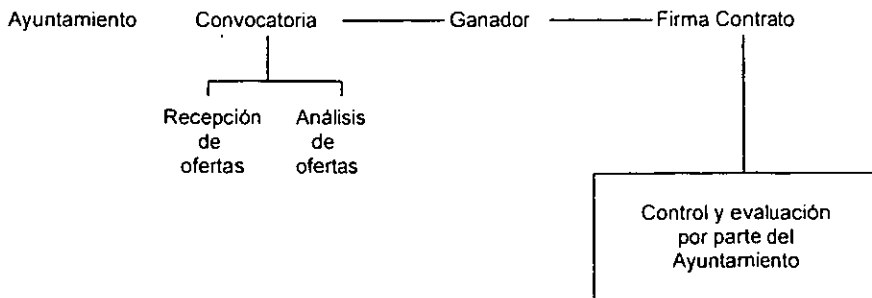 Ayuntamiento Convocatoria Ganador Firma Contrato
Recepción
de
ofertas
Análisis
de
ofertas
Control y evaluación
por parte del
Ayuntamiento